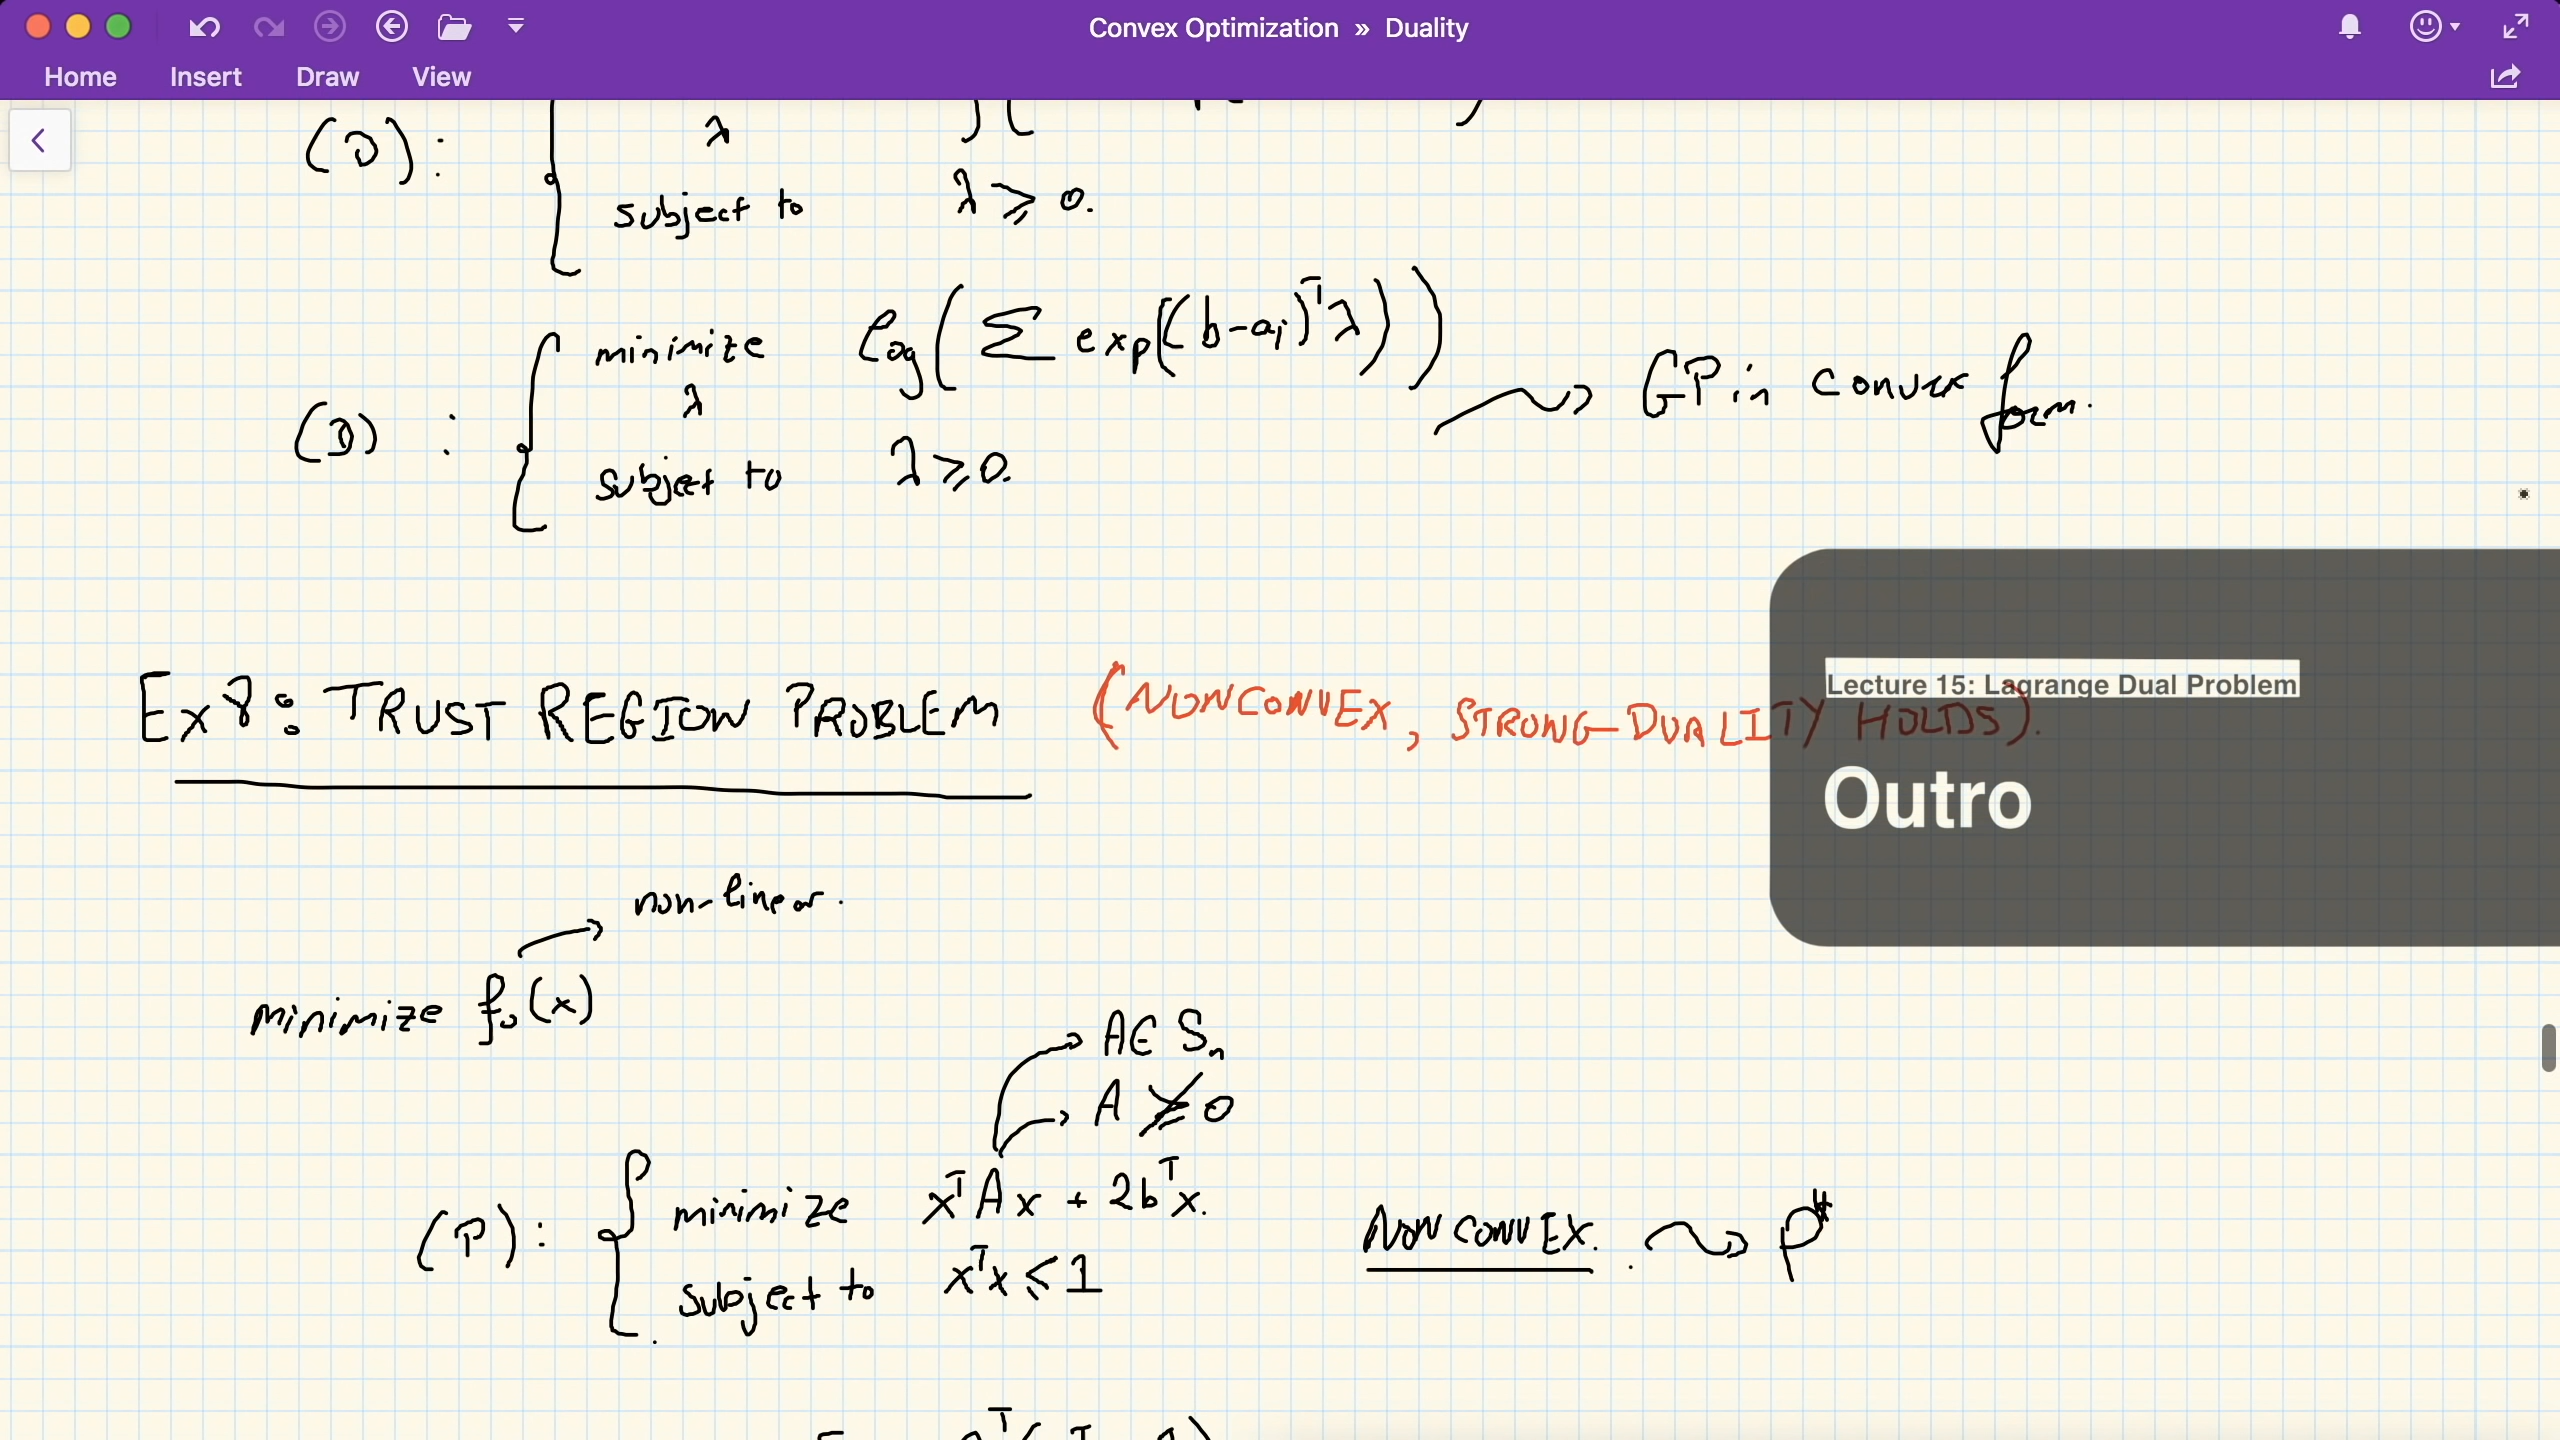 Convex Optimization » Duality
Home Insert Draw View
(D): λ
subject to λ ≥ 0.
(D) : minimize log(∑ exp((b-aᵢ)ᵀλ))
λ
subject to λ ≥ 0.
GP in convex form.
Lecture 15: Lagrange Dual Problem
Ex 8: TRUST REGION PROBLEM (NONCONVEX, STRONG-DUALITY HOLDS).
Outro
non-linear.
minimize f₀(x)
A ∈ Sₙ
A ⋡ 0
(P): minimize xᵀAx + 2bᵀx.
subject to xᵀx ≤ 1
NONCONVEX. P*